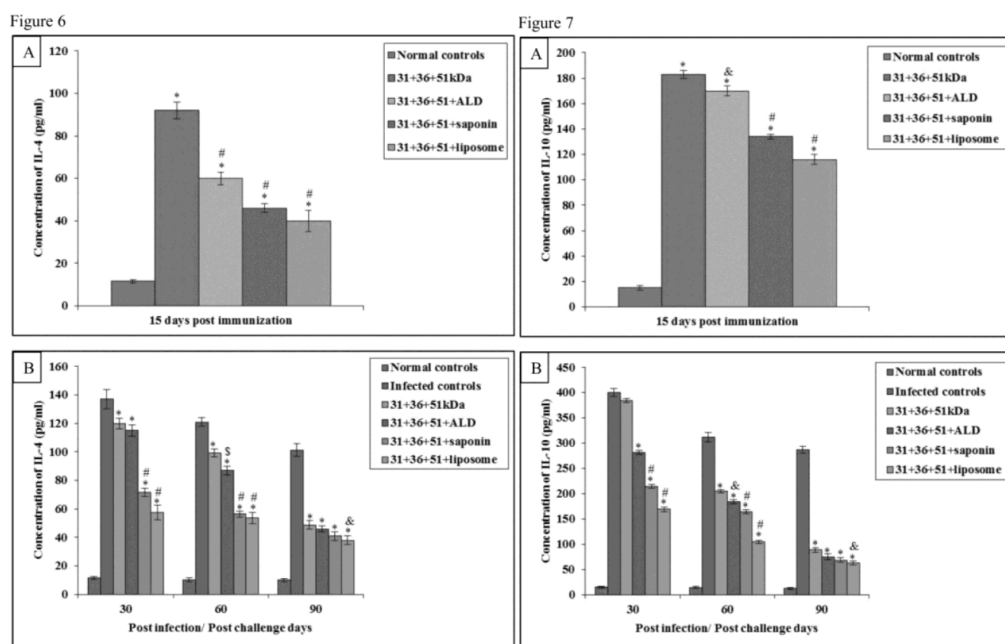 Figure 6
A
120
100
80
60
40
20
0
Concentration of IL-4 (pg/ml)
*
#
*
#
*
#
*
15 days post immunization
Normal controls
31+36+51kDa
31+36+51+ALD
31+36+51+saponin
31+36+51+liposome
B
160
140
120
100
80
60
40
20
0
Concentration of IL-4 (pg/ml)
* *
# #
* *
* $
*
# #
* *
* * * &
*
30 60 90
Post infection/ Post challenge days
Normal controls
Infected controls
31+36+51kDa
31+36+51+ALD
31+36+51+saponin
31+36+51+liposome
Figure 7
A
200
180
160
140
120
100
80
60
40
20
0
Concentration of IL-10 (pg/ml)
*
&
*
#
*
#
*
15 days post immunization
Normal controls
31+36+51kDa
31+36+51+ALD
31+36+51+saponin
31+36+51+liposome
B
450
400
350
300
250
200
150
100
50
0
Concentration of IL-10 (pg/ml)
*
# #
* *
* & #
* *
#
*
* * * &
*
30 60 90
Post infection/ Post challenge days
Normal controls
Infected controls
31+36+51kDa
31+36+51+ALD
31+36+51+saponin
31+36+51+liposome